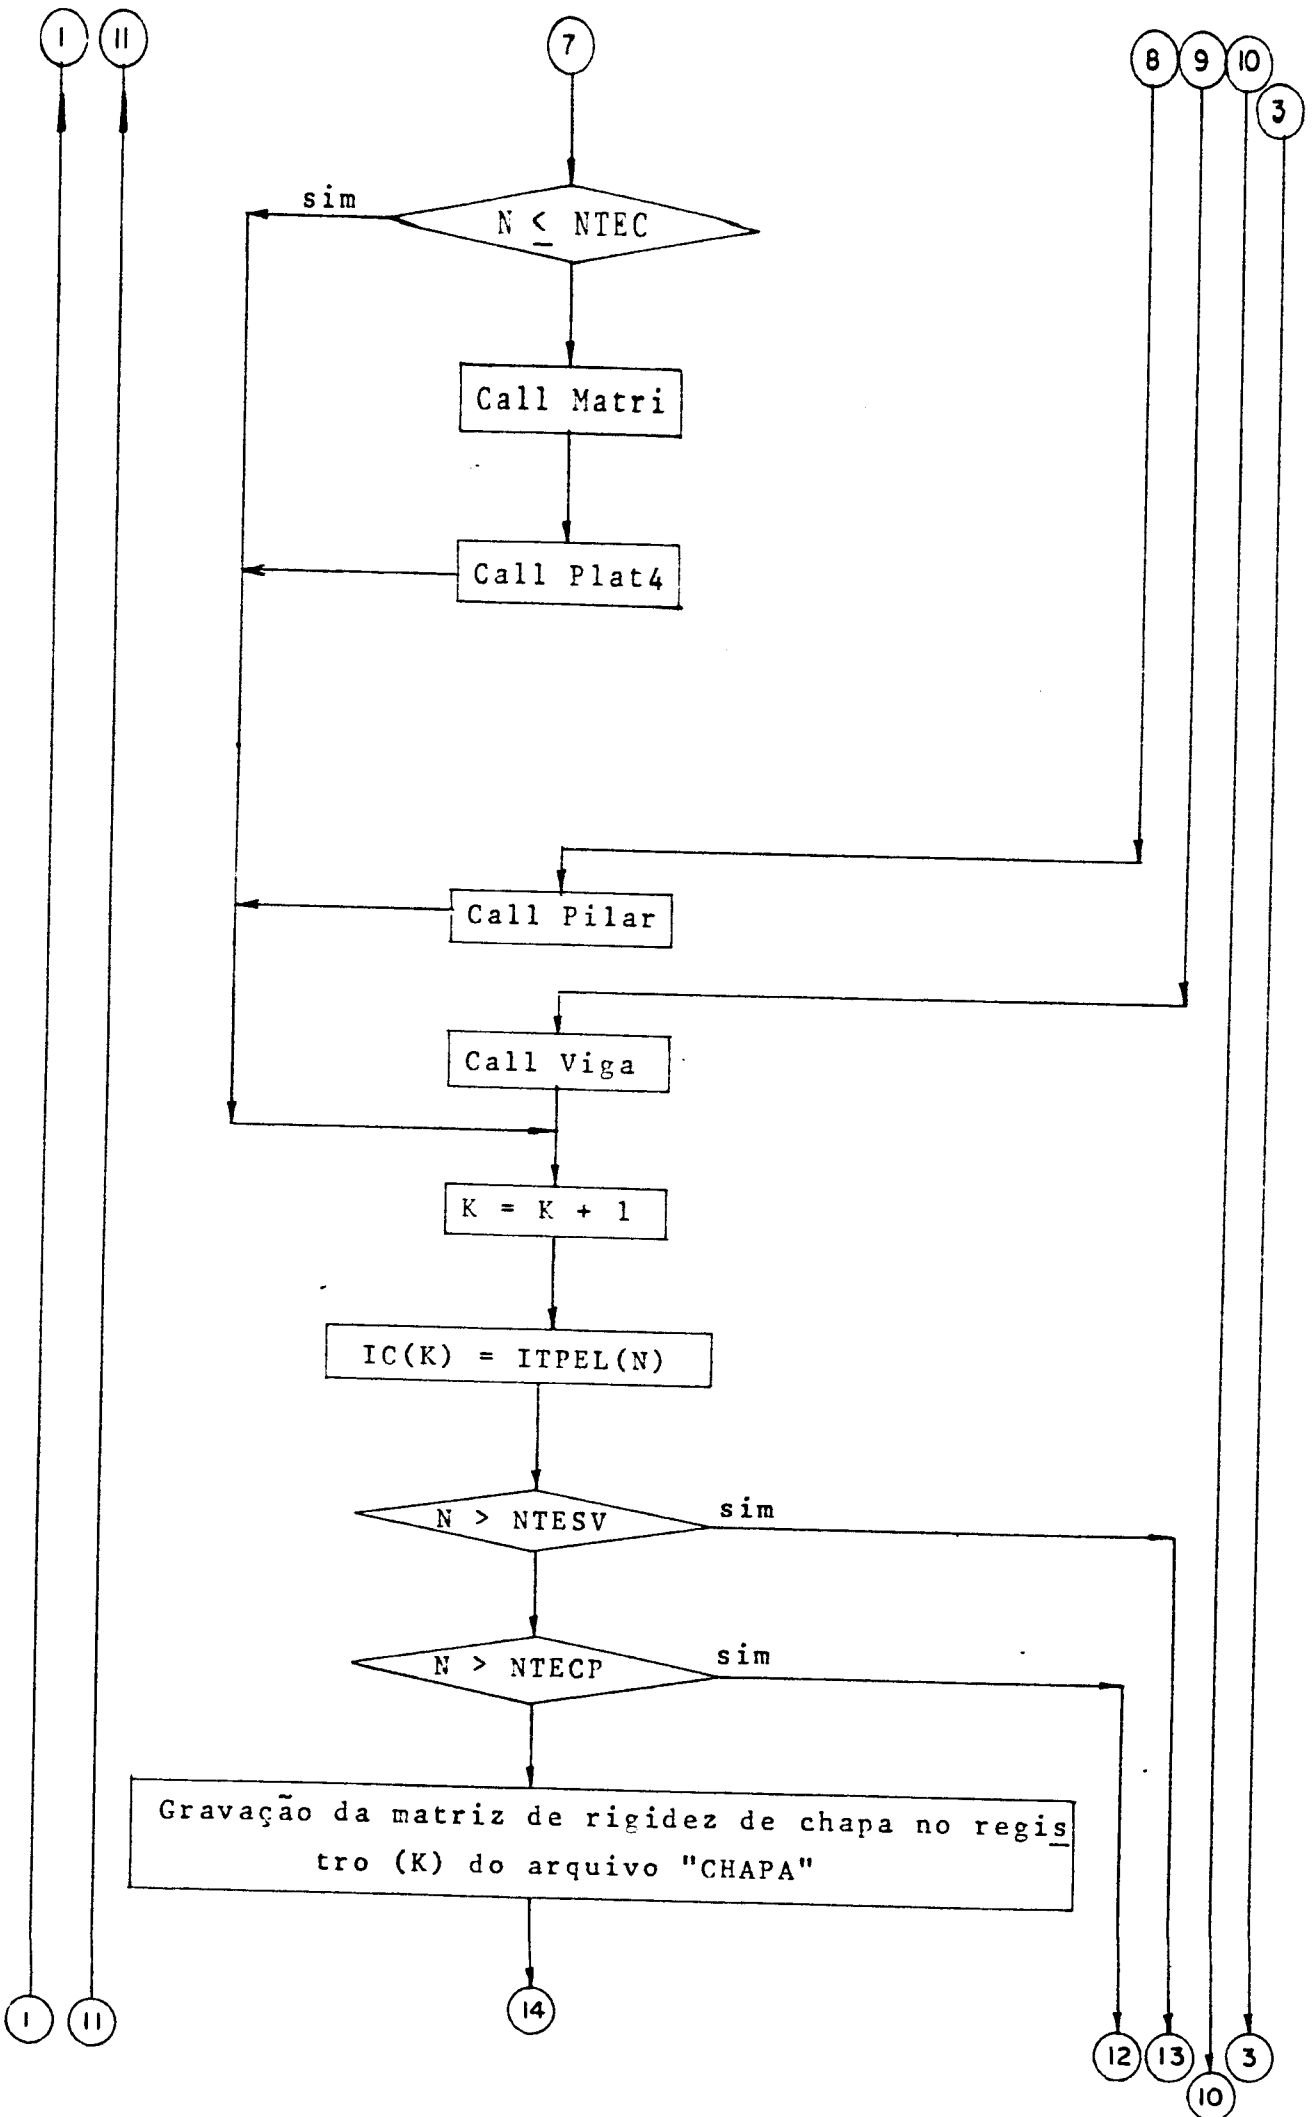 1 11 7 8 9 10
3
sim
N ≤ NTEC
Call Matri
Call Plat4
Call Pilar
Call Viga
K = K + 1
IC(K) = ITPEL(N)
N > NTESV
sim
N > NTECP
sim
Gravação da matriz de rigidez de chapa no regis
tro (K) do arquivo "CHAPA"
1 11 14
12 13 3
10